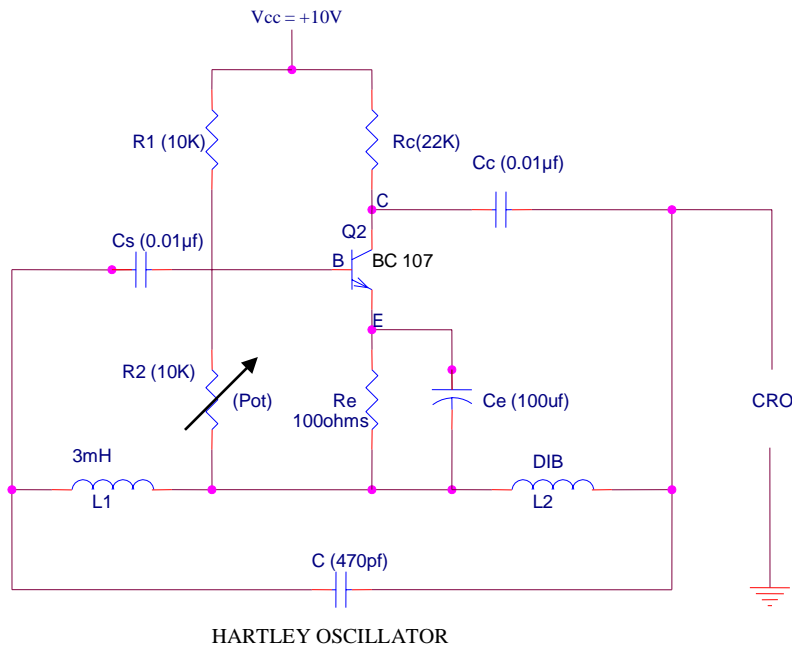 Vcc = +10V
R1 (10K)
Rc(22K)
Cc (0.01µf)
C
Cs (0.01µf)
Q2
B
BC 107
E
R2 (10K)
(Pot)
Re
100ohms
Ce (100uf)
CRO
3mH
L1
DIB
L2
C (470pf)
HARTLEY OSCILLATOR